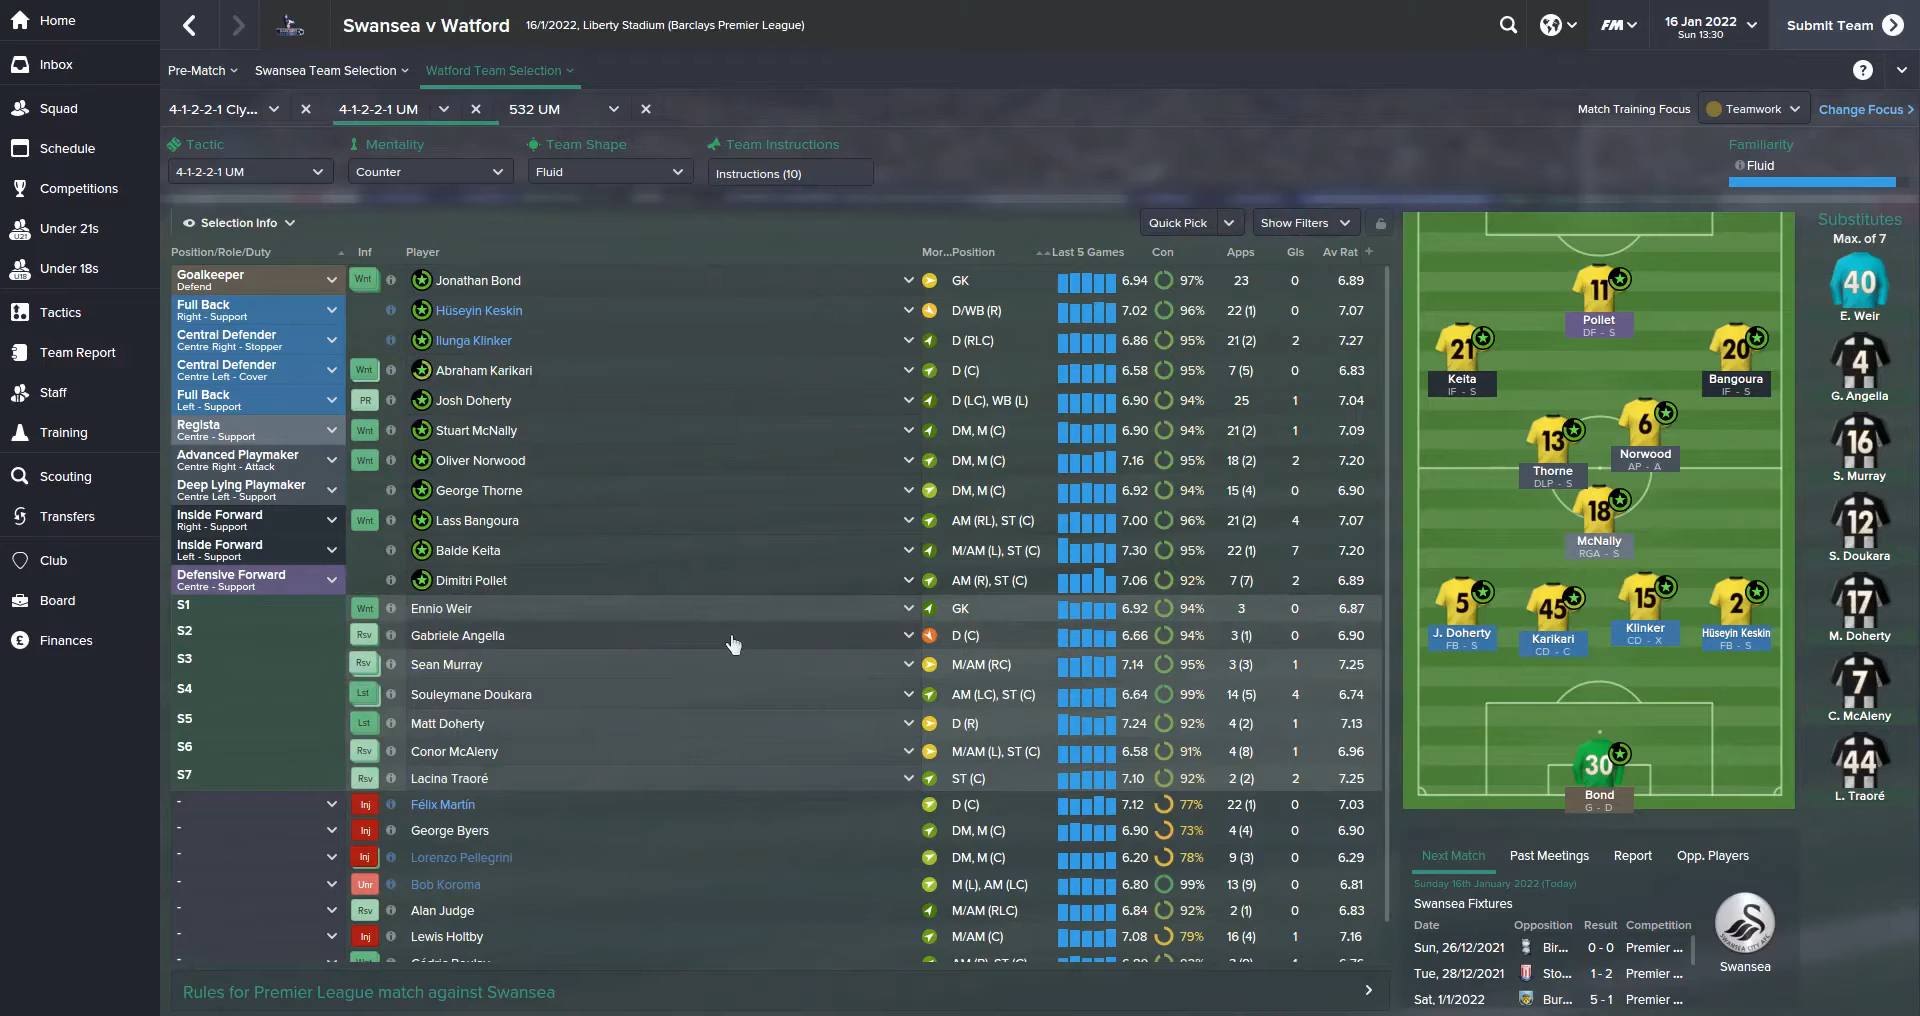 Home
Inbox
Squad
Schedule
Competitions
Under 21s
Under 18s
Tactics
Team Report
Staff
Training
Scouting
Transfers
Club
Board
Finances
Swansea v Watford
16/1/2022, Liberty Stadium (Barclays Premier League)
FM
16 Jan 2022
Sun 13:30
Submit Team
Pre-Match
Swansea Team Selection
Watford Team Selection
4-1-2-2-1 Cly...
4-1-2-2-1 UM
532 UM
Match Training Focus
Teamwork
Change Focus
Tactic
Mentality
Team Shape
Team Instructions
4-1-2-2-1 UM
Counter
Fluid
Instructions (10)
Familiarity
Fluid
Selection Info
Quick Pick
Show Filters
Position/Role/Duty Inf Player Mor... Position Last 5 Games Con Apps Gls Av Rat
Goalkeeper Wnt Jonathan Bond GK 6.94 97% 23 0 6.89
Defend
Full Back Hüseyin Keskin D/WB (R) 7.02 96% 22 (1) 0 7.07
Right - Support
Central Defender Ilunga Klinker D (RLC) 6.86 95% 21 (2) 2 7.27
Centre Right - Stopper
Central Defender Wnt Abraham Karikari D (C) 6.58 95% 7 (5) 0 6.83
Centre Left - Cover
Full Back PR Josh Doherty D (LC), WB (L) 6.90 94% 25 1 7.04
Left - Support
Regista Wnt Stuart McNally DM, M (C) 6.90 94% 21 (2) 1 7.09
Centre - Support
Advanced Playmaker Wnt Oliver Norwood DM, M (C) 7.16 95% 18 (2) 2 7.20
Centre Right - Attack
Deep Lying Playmaker George Thorne DM, M (C) 6.92 94% 15 (4) 0 6.90
Centre Left - Support
Inside Forward Wnt Lass Bangoura AM (RL), ST (C) 7.00 96% 21 (2) 4 7.07
Right - Support
Inside Forward Balde Keita M/AM (L), ST (C) 7.30 95% 22 (1) 7 7.20
Left - Support
Defensive Forward Dimitri Pollet AM (R), ST (C) 7.06 92% 7 (7) 2 6.89
Centre - Support
S1 Wnt Ennio Weir GK 6.92 94% 3 0 6.87
S2 Rsv Gabriele Angella D (C) 6.66 94% 3 (1) 0 6.90
S3 Rsv Sean Murray M/AM (RC) 7.14 95% 3 (3) 1 7.25
S4 Lst Souleymane Doukara AM (LC), ST (C) 6.64 99% 14 (5) 4 6.74
S5 Lst Matt Doherty D (R) 7.24 92% 4 (2) 1 7.13
S6 Rsv Conor McAleny M/AM (L), ST (C) 6.58 91% 4 (8) 1 6.96
S7 Rsv Lacina Traoré ST (C) 7.10 92% 2 (2) 2 7.25
- Inj Félix Martín D (C) 7.12 77% 22 (1) 0 7.03
- Inj George Byers DM, M (C) 6.90 73% 4 (4) 0 6.90
- Inj Lorenzo Pellegrini DM, M (C) 6.20 78% 9 (3) 0 6.29
- Unr Bob Koroma M (L), AM (LC) 6.80 99% 13 (9) 0 6.81
- Rsv Alan Judge M/AM (RLC) 6.84 92% 2 (1) 0 6.83
- Inj Lewis Holtby M/AM (C) 7.08 79% 16 (4) 1 7.16
Rules for Premier League match against Swansea
11
Pollet
DF - S
21
Keita
IF - S
20
Bangoura
IF - S
6
Norwood
AP - A
13
Thorne
DLP - S
18
McNally
RGA - S
5
J. Doherty
FB - S
45
Karikari
CD - C
15
Klinker
CD - X
2
Hüseyin Keskin
FB - S
30
Bond
G - D
Substitutes
Max. of 7
40
E. Weir
4
G. Angella
16
S. Murray
12
S. Doukara
17
M. Doherty
7
C. McAleny
44
L. Traoré
Next Match
Past Meetings
Report
Opp. Players
Sunday 16th January 2022 (Today)
Swansea Fixtures
Date Opposition Result Competition
Sun, 26/12/2021 Bir... 0 - 0 Premier ...
Tue, 28/12/2021 Sto... 1 - 2 Premier ...
Sat, 1/1/2022 Bur... 5 - 1 Premier ...
Swansea